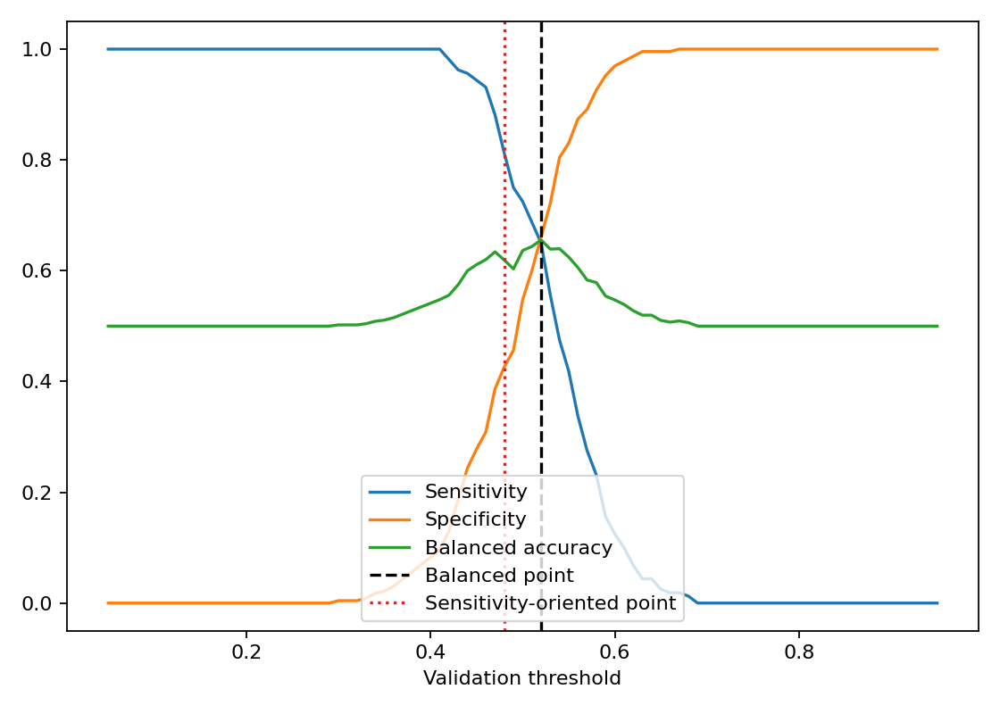 1.0
0.8
0.6
0.4
0.2
0.0
Sensitivity
Specificity
Balanced accuracy
Balanced point
Sensitivity-oriented point
0.2 0.4 0.6 0.8
Validation threshold